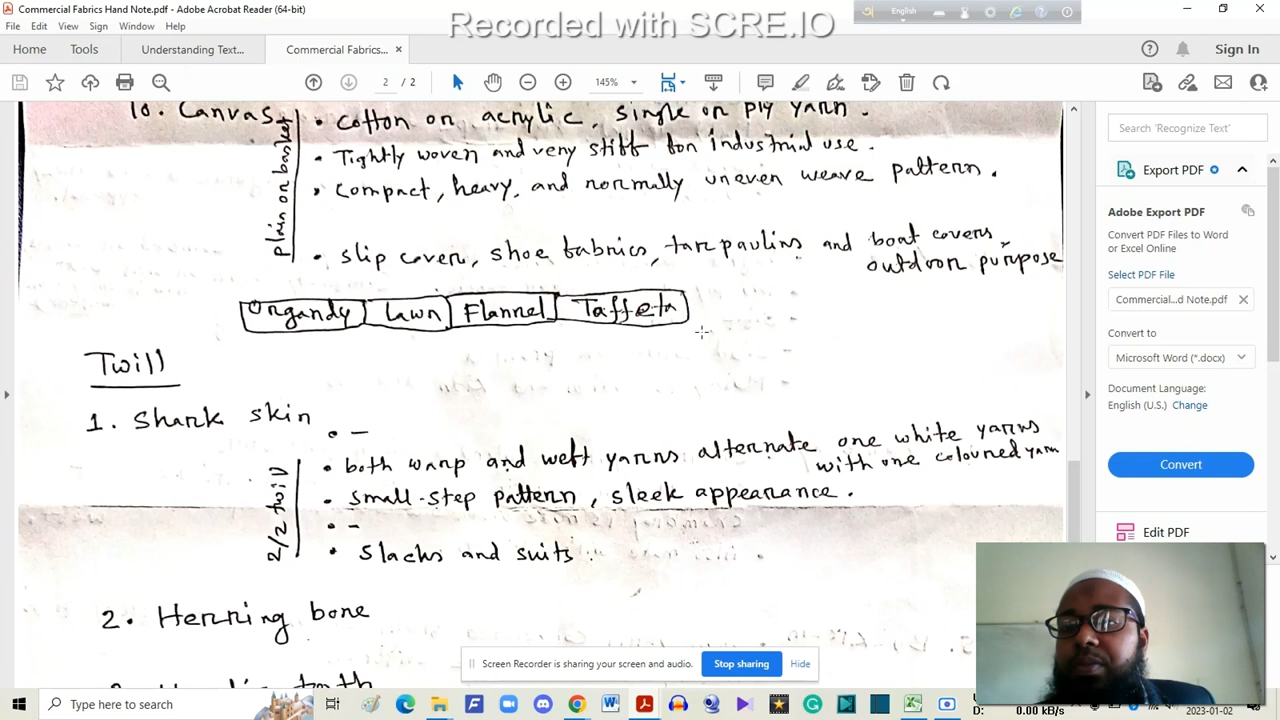 Commercial Fabrics Hand Note.pdf - Adobe Acrobat Reader (64-bit)
English
File Edit View Sign Window Help
Recorded with SCRE.IO
Home Tools Understanding Text... Commercial Fabrics... × Sign In
2 / 2 145%
10. Canvas
plain or basket
• cotton or acrylic, single or ply yarn.
• Tightly woven and very stiff for industrial use.
• compact, heavy, and normally uneven weave pattern.
• slip cover, shoe fabrics, tarpaulins and boat covers,
outdoor purpose
Organdy Lawn Flannel Taffeta
Twill
1. Shark skin
2/2 twill
• –
• both warp and weft yarns alternate one white yarns
with one coloured yarn
• small-step pattern, sleek appearance.
• –
• slacks and suits
2. Herring bone
Search 'Recognize Text'
Export PDF
Adobe Export PDF
Convert PDF Files to Word
or Excel Online
Select PDF File
Commercial...d Note.pdf ×
Convert to
Microsoft Word (*.docx)
Document Language:
English (U.S.) Change
Convert
Edit PDF
Screen Recorder is sharing your screen and audio. Stop sharing Hide
Type here to search
D: 0.00 kB/s
2023-01-02